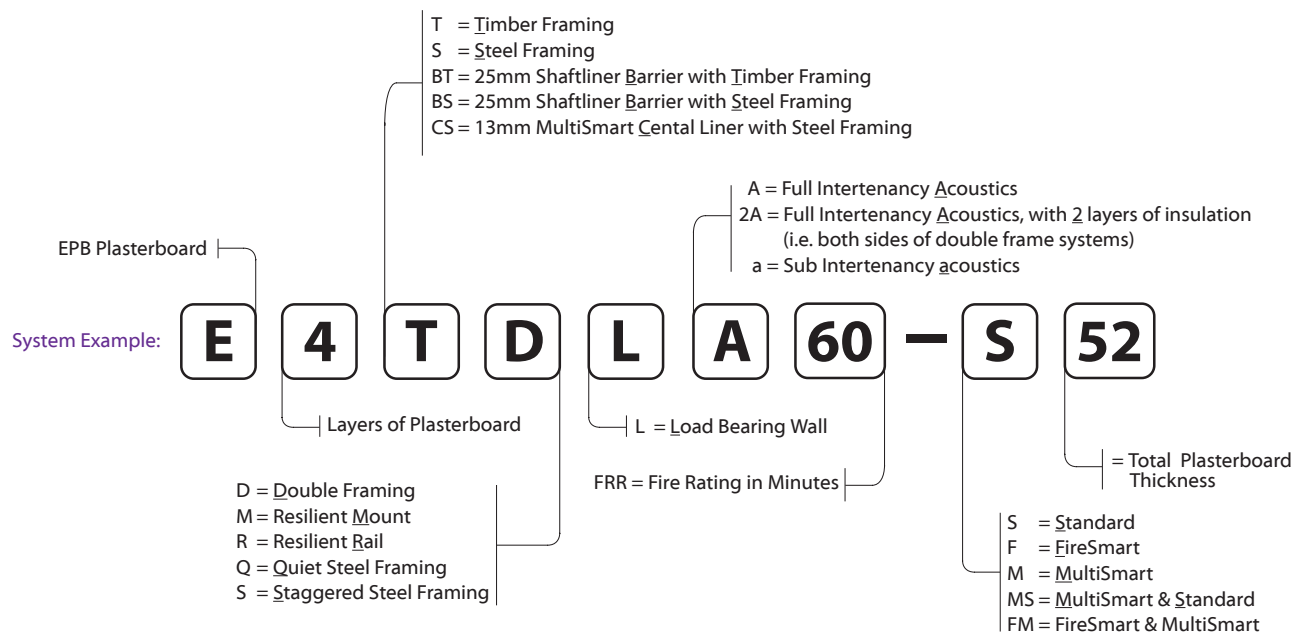 T = Timber Framing
S = Steel Framing
BT = 25mm Shaftliner Barrier with Timber Framing
BS = 25mm Shaftliner Barrier with Steel Framing
CS = 13mm MultiSmart Cental Liner with Steel Framing
A = Full Intertenancy Acoustics
2A = Full Intertenancy Acoustics, with 2 layers of insulation
(i.e. both sides of double frame systems)
a = Sub Intertenancy acoustics
EPB Plasterboard
System Example: E 4 T D L A 60 – S 52
Layers of Plasterboard
L = Load Bearing Wall
FRR = Fire Rating in Minutes
= Total Plasterboard
Thickness
D = Double Framing
M = Resilient Mount
R = Resilient Rail
Q = Quiet Steel Framing
S = Staggered Steel Framing
S = Standard
F = FireSmart
M = MultiSmart
MS = MultiSmart & Standard
FM = FireSmart & MultiSmart